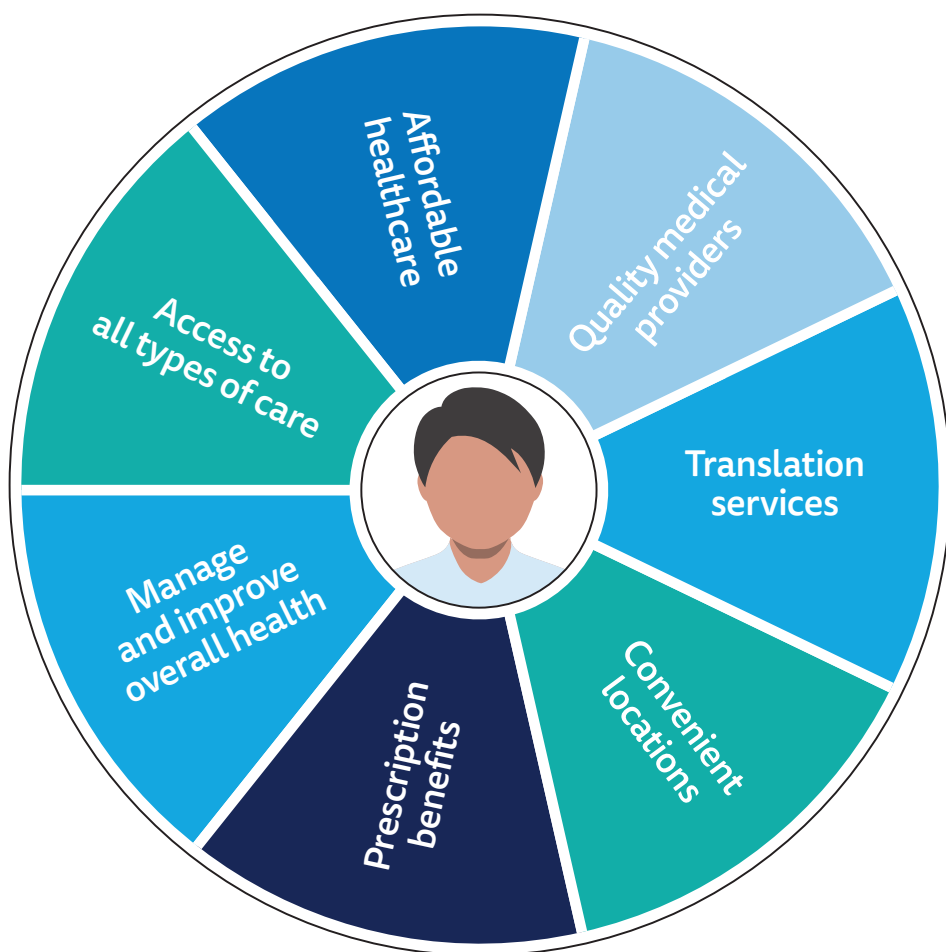 Affordable
healthcare
Quality medical
providers
Translation
services
Convenient
locations
Prescription
benefits
Manage
and improve
overall health
Access to
all types of care